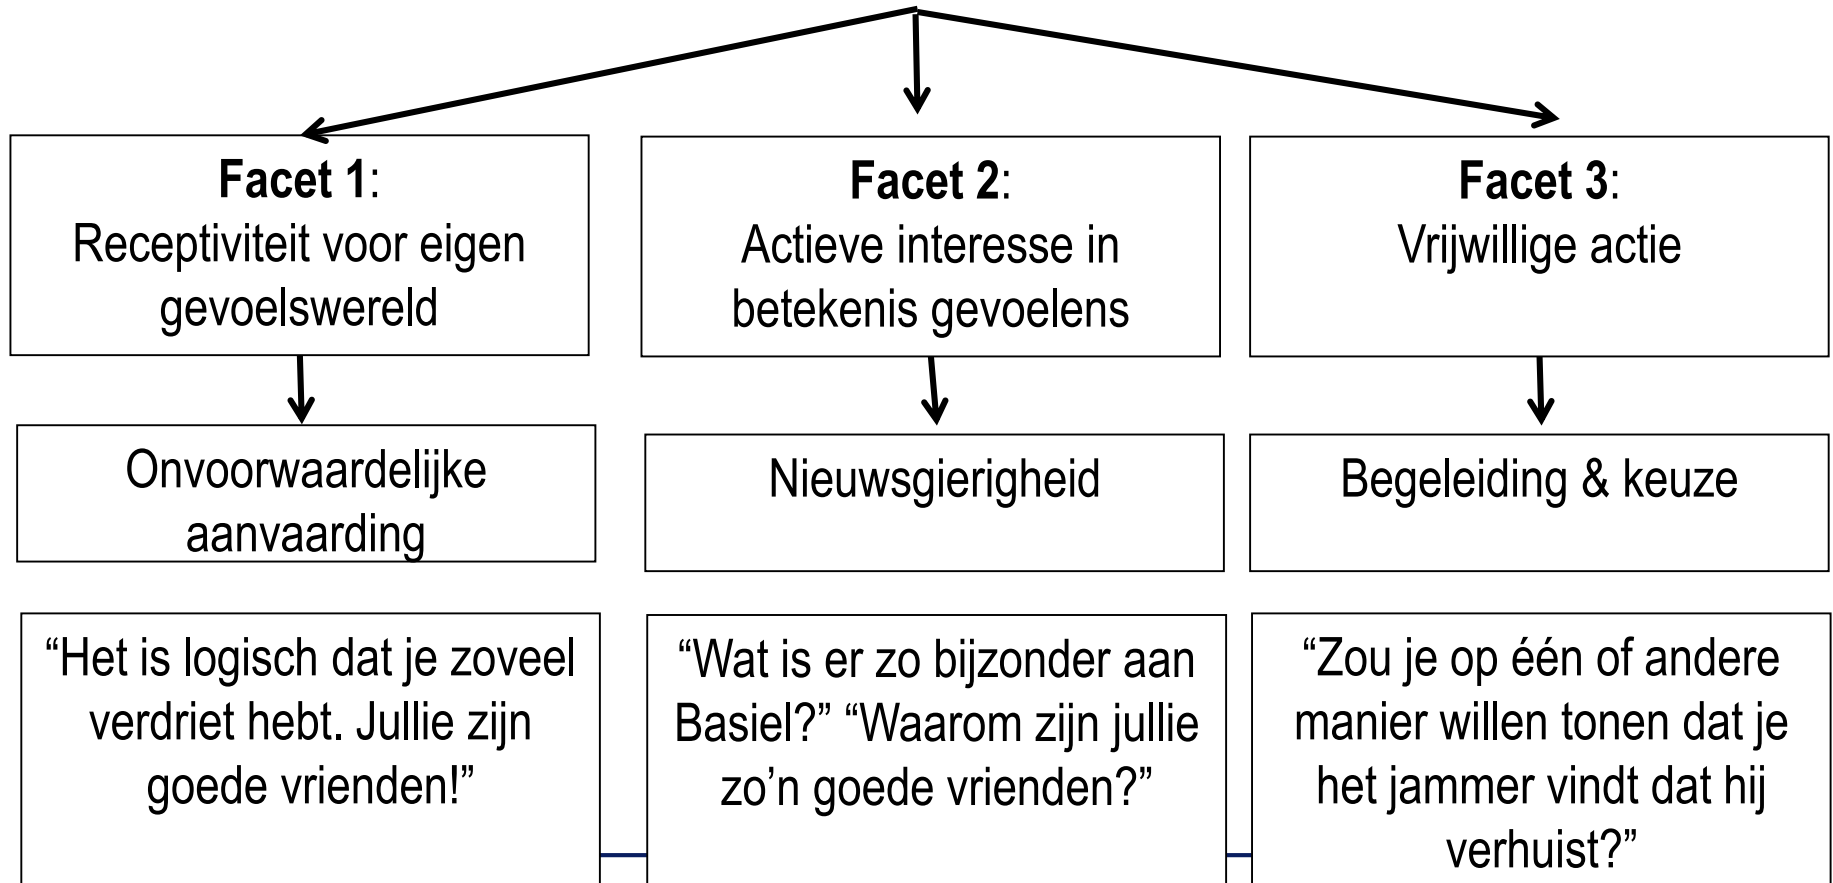 Facet 1:
Receptiviteit voor eigen
gevoelswereld
Facet 2:
Actieve interesse in
betekenis gevoelens
Facet 3:
Vrijwillige actie
Onvoorwaardelijke
aanvaarding
Nieuwsgierigheid
Begeleiding & keuze
“Het is logisch dat je zoveel
verdriet hebt. Jullie zijn
goede vrienden!”
“Wat is er zo bijzonder aan
Basiel?” “Waarom zijn jullie
zo’n goede vrienden?”
“Zou je op één of andere
manier willen tonen dat je
het jammer vindt dat hij
verhuist?”